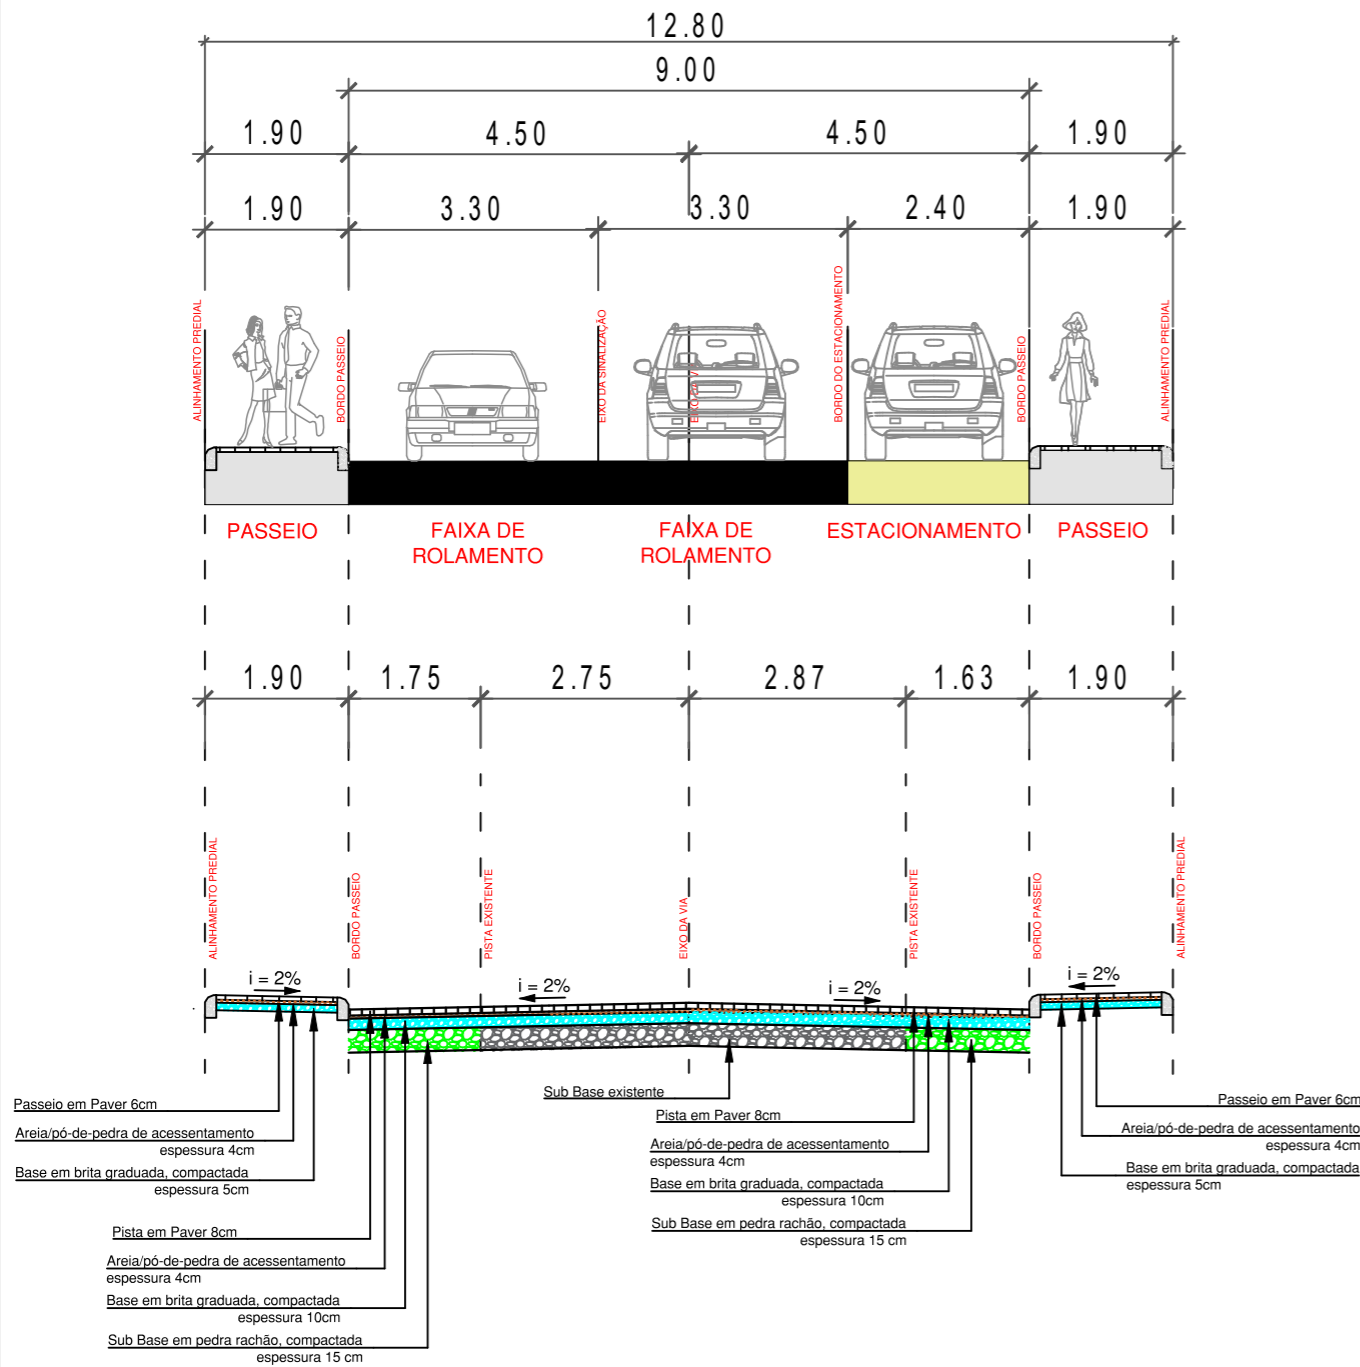 12.80
9.00
1.90 4.50 4.50 1.90
1.90 3.30 3.30 2.40 1.90
ALINHAMENTO PREDIAL
BORDO PASSEIO
EIXO DA SINALIZAÇÃO
EIXO DA VIA
BORDO DO ESTACIONAMENTO
BORDO PASSEIO
ALINHAMENTO PREDIAL
PASSEIO
FAIXA DE
ROLAMENTO
FAIXA DE
ROLAMENTO
ESTACIONAMENTO
PASSEIO
1.90 1.75 2.75 2.87 1.63 1.90
ALINHAMENTO PREDIAL
BORDO PASSEIO
PISTA EXISTENTE
EIXO DA VIA
PISTA EXISTENTE
BORDO PASSEIO
ALINHAMENTO PREDIAL
i = 2%
i = 2%
i = 2%
i = 2%
Passeio em Paver 6cm
Areia/pó-de-pedra de acessentamento
espessura 4cm
Base em brita graduada, compactada
espessura 5cm
Pista em Paver 8cm
Areia/pó-de-pedra de acessentamento
espessura 4cm
Base em brita graduada, compactada
espessura 10cm
Sub Base em pedra rachão, compactada
espessura 15 cm
Sub Base existente
Pista em Paver 8cm
Areia/pó-de-pedra de acessentamento
espessura 4cm
Base em brita graduada, compactada
espessura 10cm
Sub Base em pedra rachão, compactada
espessura 15 cm
Passeio em Paver 6cm
Areia/pó-de-pedra de acessentamento
espessura 4cm
Base em brita graduada, compactada
espessura 5cm